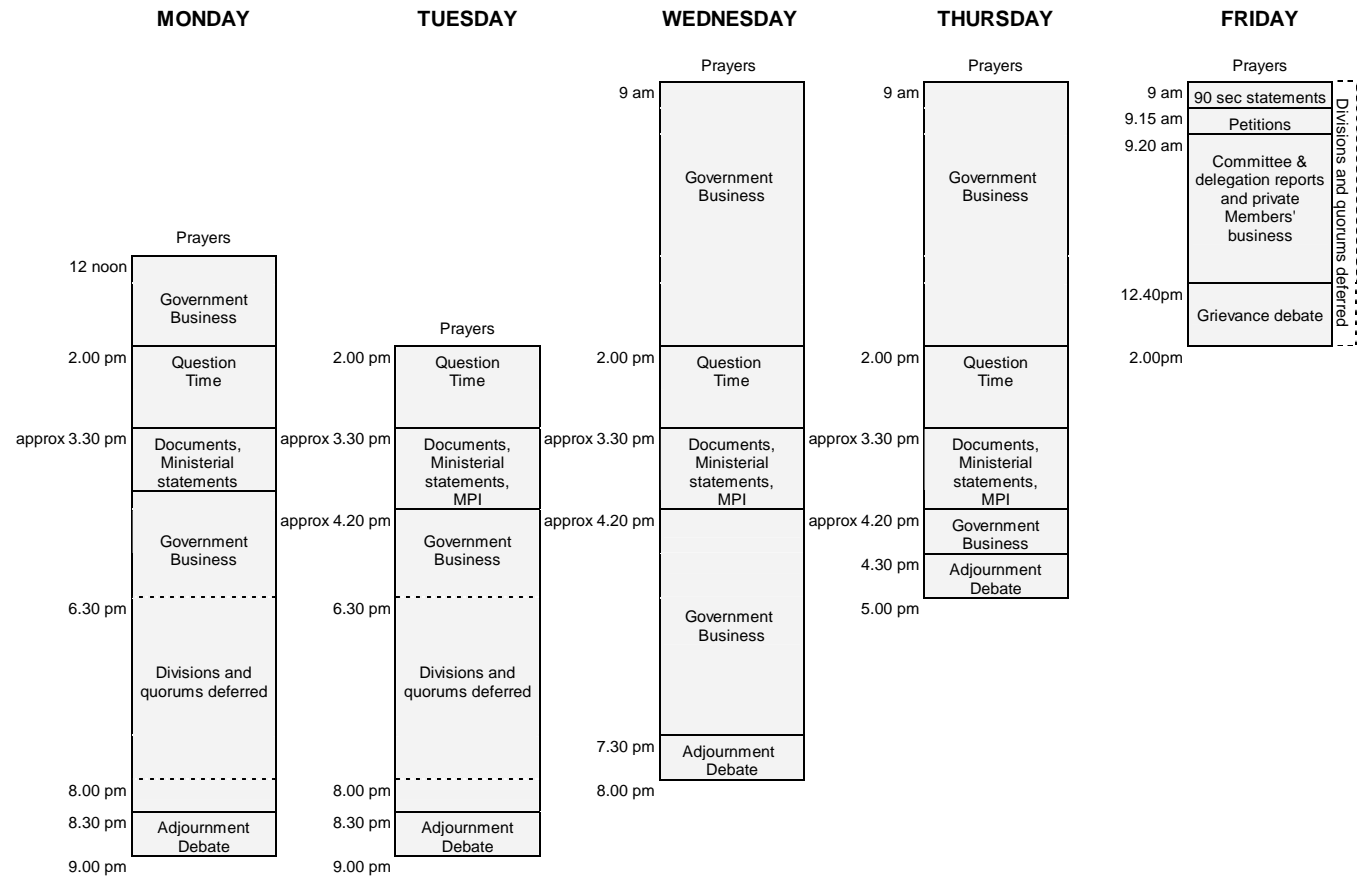 MONDAY
Prayers
12 noon
Government
Business
2.00 pm
Question
Time
approx 3.30 pm
Documents,
Ministerial
statements
Government
Business
6.30 pm
Divisions and
quorums deferred
8.00 pm
8.30 pm
Adjournment
Debate
9.00 pm
TUESDAY
Prayers
2.00 pm
Question
Time
approx 3.30 pm
Documents,
Ministerial
statements,
MPI
approx 4.20 pm
Government
Business
6.30 pm
Divisions and
quorums deferred
8.00 pm
8.30 pm
Adjournment
Debate
9.00 pm
WEDNESDAY
Prayers
9 am
Government
Business
2.00 pm
Question
Time
approx 3.30 pm
Documents,
Ministerial
statements,
MPI
approx 4.20 pm
Government
Business
7.30 pm
Adjournment
Debate
8.00 pm
THURSDAY
Prayers
9 am
Government
Business
2.00 pm
Question
Time
approx 3.30 pm
Documents,
Ministerial
statements,
MPI
approx 4.20 pm
Government
Business
4.30 pm
Adjournment
Debate
5.00 pm
FRIDAY
Prayers
9 am
90 sec statements
9.15 am
Petitions
9.20 am
Committee &
delegation reports
and private
Members'
business
12.40pm
Grievance debate
2.00pm
Divisions and quorums deferred